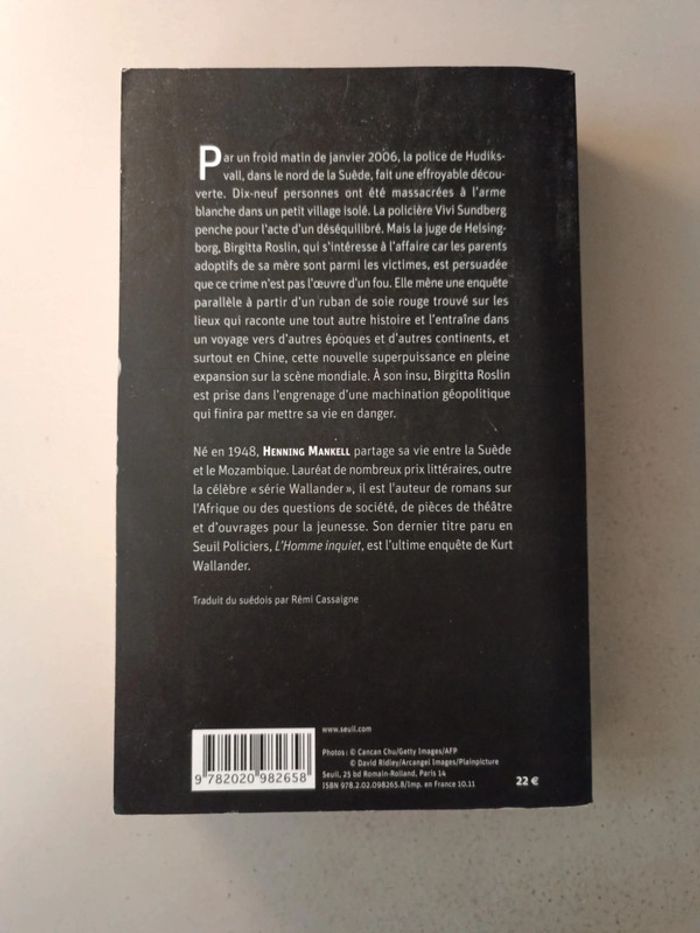 Par un froid matin de janvier 2006, la police de Hudiks-
vall, dans le nord de la Suède, fait une effroyable décou-
verte. Dix-neuf personnes ont été massacrées à l'arme
blanche dans un petit village isolé. La policière Vivi Sundberg
penche pour l'acte d'un déséquilibré. Mais la juge de Helsing-
borg, Birgitta Roslin, qui s'intéresse à l'affaire car les parents
adoptifs de sa mère sont parmi les victimes, est persuadée
que ce crime n'est pas l'œuvre d'un fou. Elle mène une enquête
parallèle à partir d'un ruban de soie rouge trouvé sur les
lieux qui raconte une tout autre histoire et l'entraîne dans
un voyage vers d'autres époques et d'autres continents, et
surtout en Chine, cette nouvelle superpuissance en pleine
expansion sur la scène mondiale. À son insu, Birgitta Roslin
est prise dans l'engrenage d'une machination géopolitique
qui finira par mettre sa vie en danger.
Né en 1948, HENNING MANKELL partage sa vie entre la Suède
et le Mozambique. Lauréat de nombreux prix littéraires, outre
la célèbre « série Wallander », il est l'auteur de romans sur
l'Afrique ou des questions de société, de pièces de théâtre
et d'ouvrages pour la jeunesse. Son dernier titre paru en
Seuil Policiers, L'Homme inquiet, est l'ultime enquête de Kurt
Wallander.
Traduit du suédois par Rémi Cassaigne
www.seuil.com
Photos : © Cancan Chu/Getty Images/AFP
© David Ridley/Arcangel Images/Plainpicture
Seuil, 25 bd Romain-Rolland, Paris 14
ISBN 978.2.02.098265.8/Imp. en France 10.11
9 782020 982658
22 €